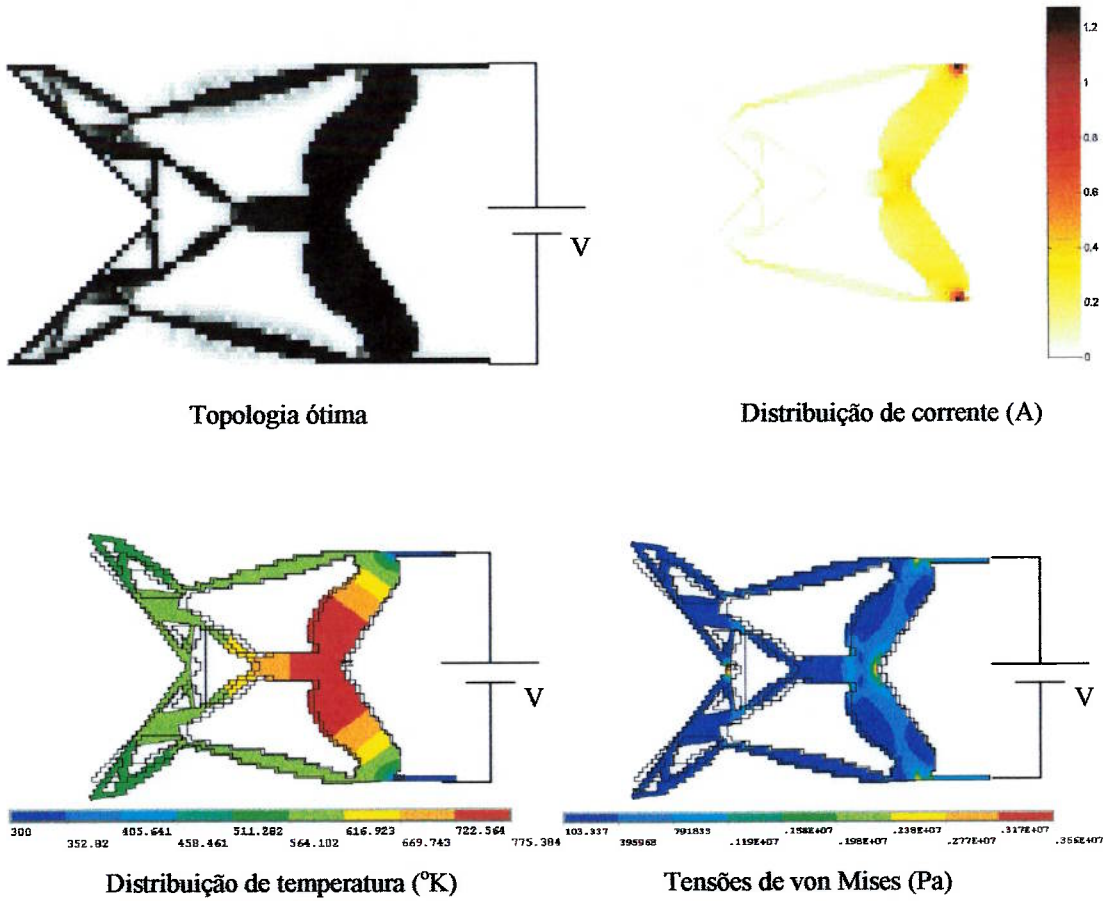 1.2
1
0.8
0.6
0.4
0.2
0
V
Topologia ótima
Distribuição de corrente (A)
V
V
300 405.641 511.282 616.923 722.564
352.82 458.461 564.102 669.743 775.384
103.937 791835 .158E+07 .238E+07 .317E+07
395968 .119E+07 .198E+07 .277E+07 .356E+07
Distribuição de temperatura (°K)
Tensões de von Mises (Pa)